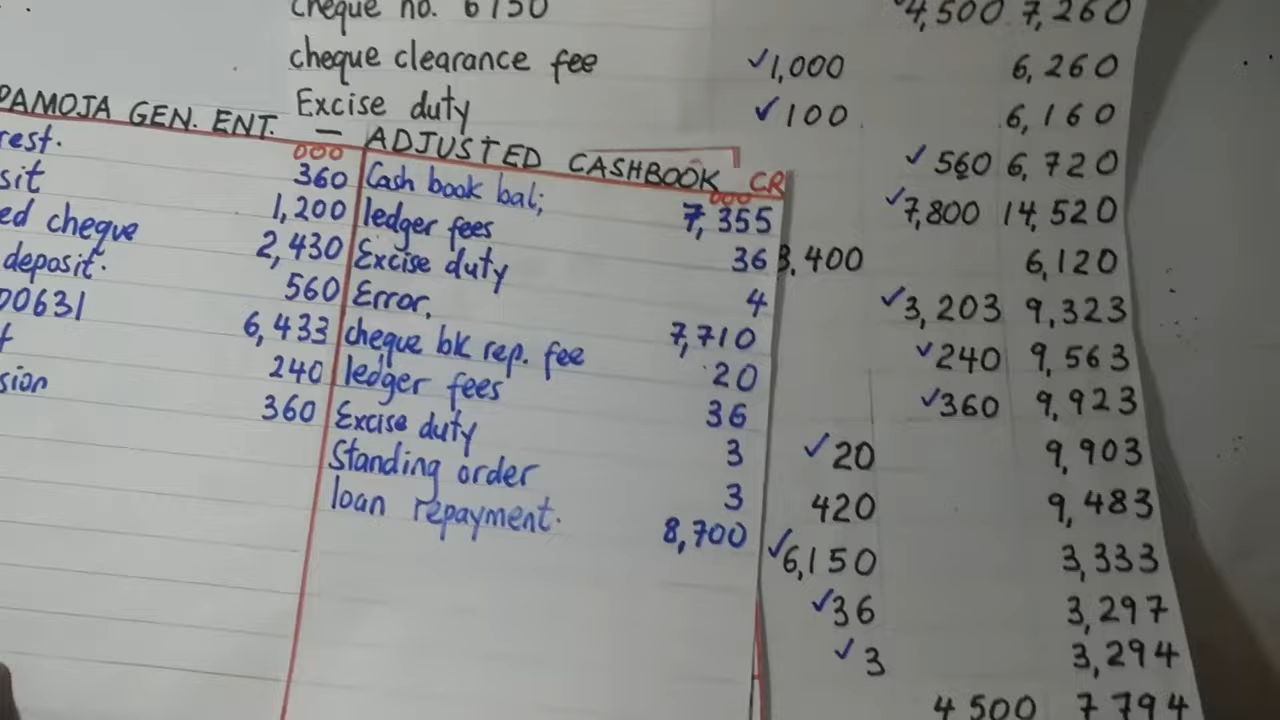 cheque no. 6150 4,500 7,260
cheque clearance fee ✓1,000 6,260
Excise duty ✓100 6,160
PAMOJA GEN. ENT. — ADJUSTED CASHBOOK CR
✓560 6,720
✓7,800 14,520
3,400 6,120
✓3,203 9,323
✓240 9,563
✓360 9,923
✓20 9,903
420 9,483
✓6,150 3,333
✓36 3,297
✓3 3,294
4 500 7 794
000 000
rest. 360 Cash book bal; 7,355
sit 1,200 ledger fees 36
ed cheque 2,430 Excise duty 4
deposit. 560 Error, 7,710
00631 6,433 cheque bk rep. fee 20
240 ledger fees 36
sion 360 Excise duty 3
Standing order 3
loan repayment. 8,700